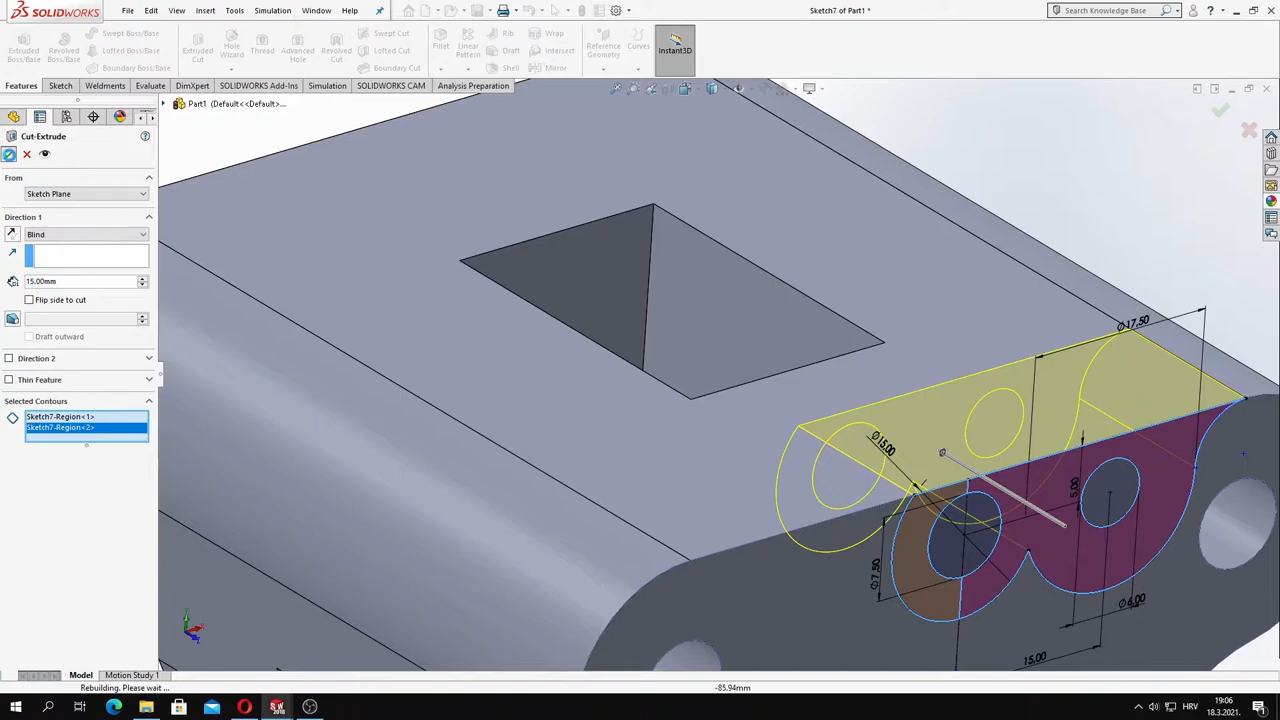 SOLIDWORKS
File Edit View Insert Tools Simulation Window Help
Sketch7 of Part1 *
Search Knowledge Base
Extruded Boss/Base
Revolved Boss/Base
Swept Boss/Base
Lofted Boss/Base
Boundary Boss/Base
Extruded Cut
Hole Wizard
Thread
Advanced Hole
Revolved Cut
Swept Cut
Lofted Cut
Boundary Cut
Fillet
Linear Pattern
Rib
Draft
Shell
Wrap
Intersect
Mirror
Reference Geometry
Curves
Instant3D
Features Sketch Weldments Evaluate DimXpert SOLIDWORKS Add-Ins Simulation SOLIDWORKS CAM Analysis Preparation
Part1 (Default<<Default>...
Cut-Extrude
From
Sketch Plane
Direction 1
Blind
15.00mm
Flip side to cut
Draft outward
Direction 2
Thin Feature
Selected Contours
Sketch7-Region<1>
Sketch7-Region<2>
Ø17,50
Ø15,00
5,00
Ø7,50
Ø6,00
15,00
Model Motion Study 1
Rebuilding. Please wait ...
-85.94mm
HRV
19:06
18.3.2021.